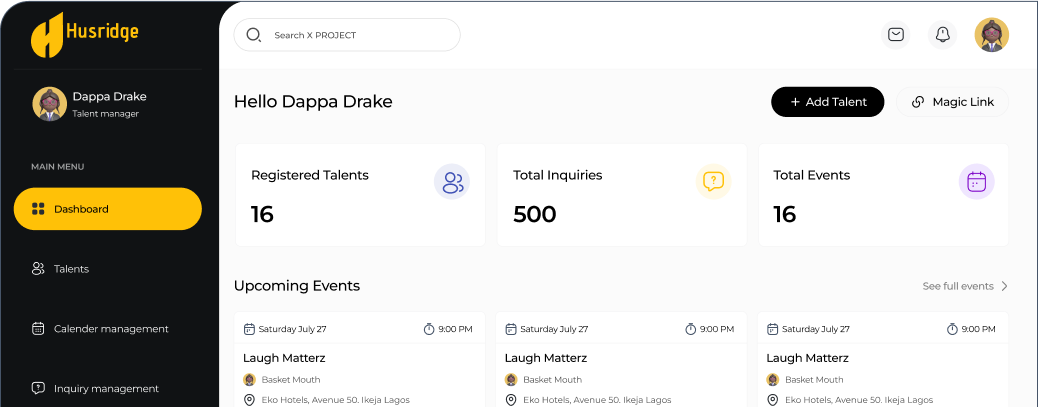 Husridge
Dappa Drake
Talent manager
MAIN MENU
Dashboard
Talents
Calender management
Inquiry management
Search X PROJECT
Hello Dappa Drake
+ Add Talent
Magic Link
Registered Talents
16
Total Inquiries
500
Total Events
16
Upcoming Events
See full events
Saturday July 27
9:00 PM
Laugh Matterz
Basket Mouth
Eko Hotels, Avenue 50. Ikeja Lagos
Saturday July 27
9:00 PM
Laugh Matterz
Basket Mouth
Eko Hotels, Avenue 50. Ikeja Lagos
Saturday July 27
9:00 PM
Laugh Matterz
Basket Mouth
Eko Hotels, Avenue 50. Ikeja Lagos